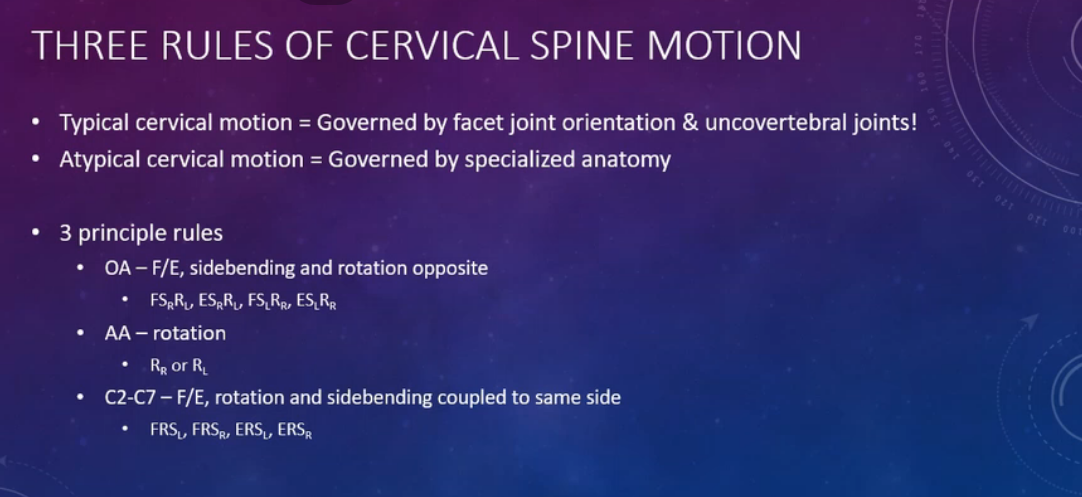 THREE RULES OF CERVICAL SPINE MOTION
• Typical cervical motion = Governed by facet joint orientation & uncovertebral joints!
• Atypical cervical motion = Governed by specialized anatomy
• 3 principle rules
• OA – F/E, sidebending and rotation opposite
• FS_RR_L, ES_RR_L, FS_LR_R, ES_LR_R
• AA – rotation
• R_R or R_L
• C2-C7 – F/E, rotation and sidebending coupled to same side
• FRS_L, FRS_R, ERS_L, ERS_R